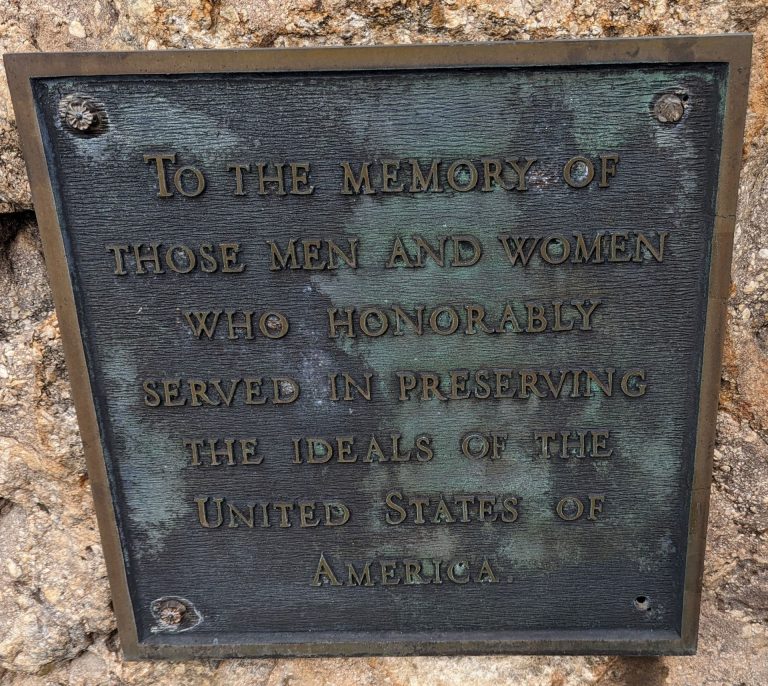 To the memory of
those men and women
who honorably
served in preserving
the ideals of the
United States of
America.